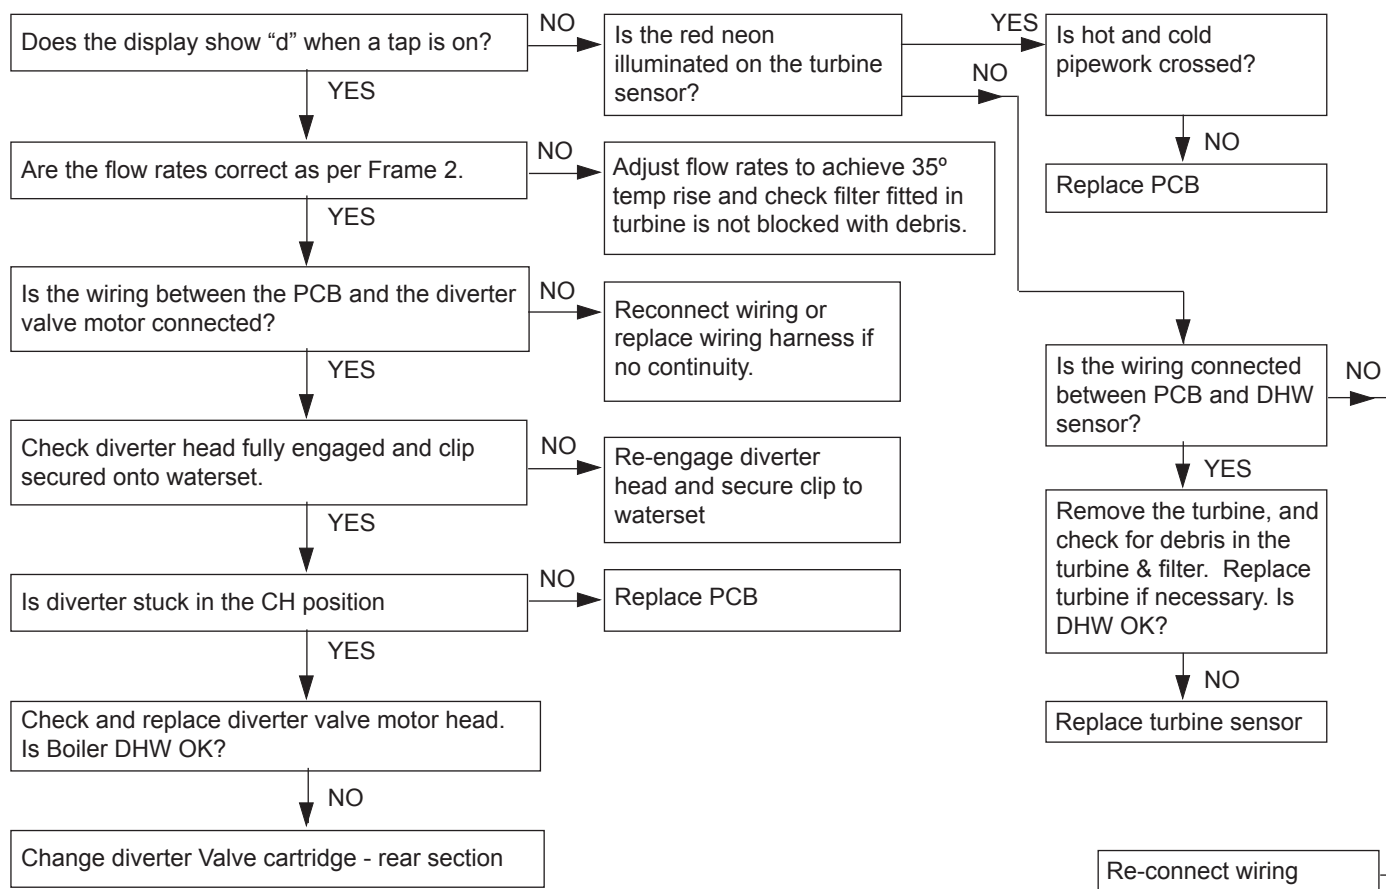 Does the display show “d” when a tap is on?
NO
Is the red neon
illuminated on the turbine
sensor?
YES
NO
Is hot and cold
pipework crossed?
NO
Replace PCB
YES
Are the flow rates correct as per Frame 2.
NO
Adjust flow rates to achieve 35º
temp rise and check filter fitted in
turbine is not blocked with debris.
YES
Is the wiring between the PCB and the diverter
valve motor connected?
NO
Reconnect wiring or
replace wiring harness if
no continuity.
Is the wiring connected
between PCB and DHW
sensor?
NO
YES
Check diverter head fully engaged and clip
secured onto waterset.
NO
Re-engage diverter
head and secure clip to
waterset
YES
Remove the turbine, and
check for debris in the
turbine & filter.  Replace
turbine if necessary. Is
DHW OK?
YES
Is diverter stuck in the CH position
NO
Replace PCB
NO
Replace turbine sensor
YES
Check and replace diverter valve motor head.
Is Boiler DHW OK?
NO
Change diverter Valve cartridge - rear section
Re-connect wiring